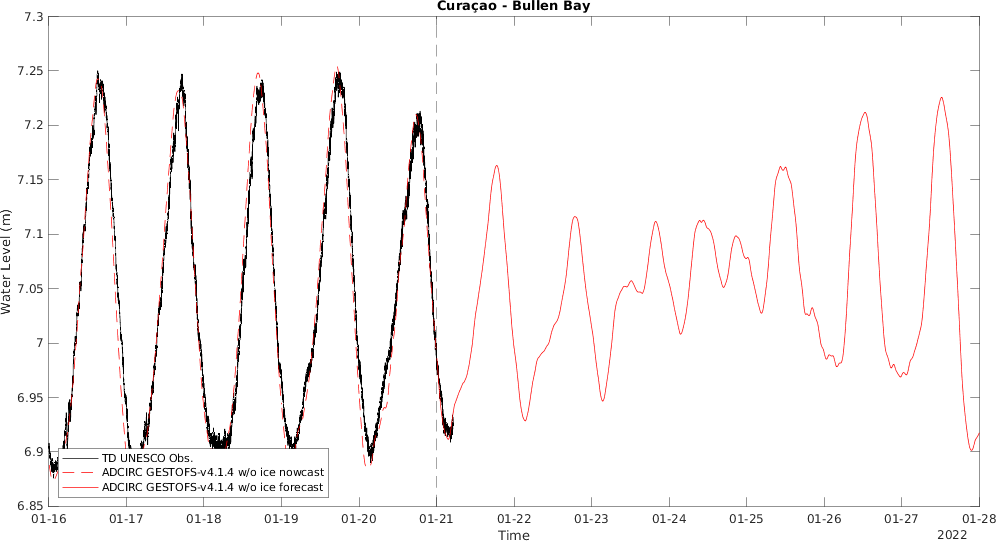 Curaçao - Bullen Bay
7.3
7.25
7.2
7.15
7.1
7.05
7
6.95
6.9
6.85
Water Level (m)
TD UNESCO Obs.
ADCIRC GESTOFS-v4.1.4 w/o ice nowcast
ADCIRC GESTOFS-v4.1.4 w/o ice forecast
01-16 01-17 01-18 01-19 01-20 01-21 01-22 01-23 01-24 01-25 01-26 01-27 01-28
Time
2022